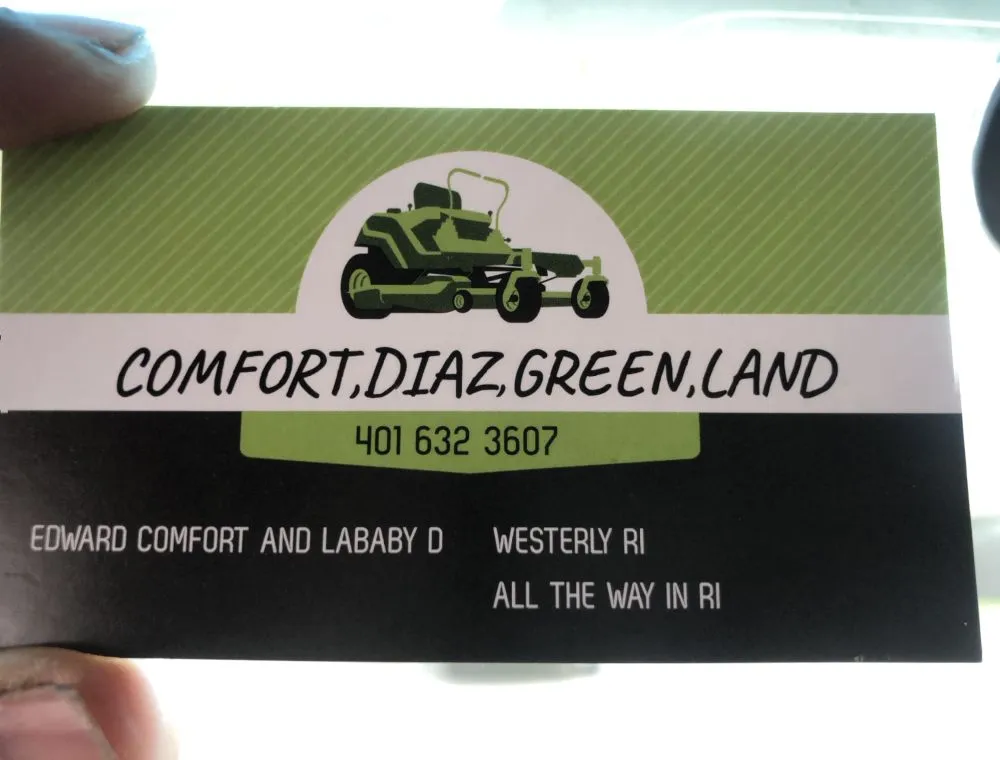 COMFORT,DIAZ,GREEN,LAND
401 632 3607
EDWARD COMFORT AND LABABY D
WESTERLY RI
ALL THE WAY IN RI